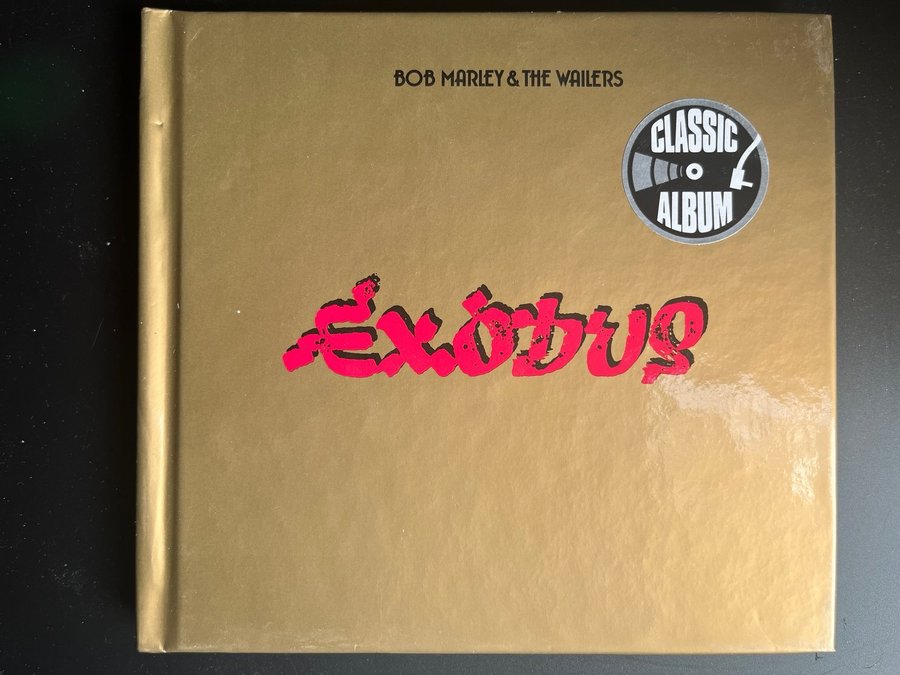 BOB MARLEY & THE WAILERS
CLASSIC
ALBUM
EXODUS